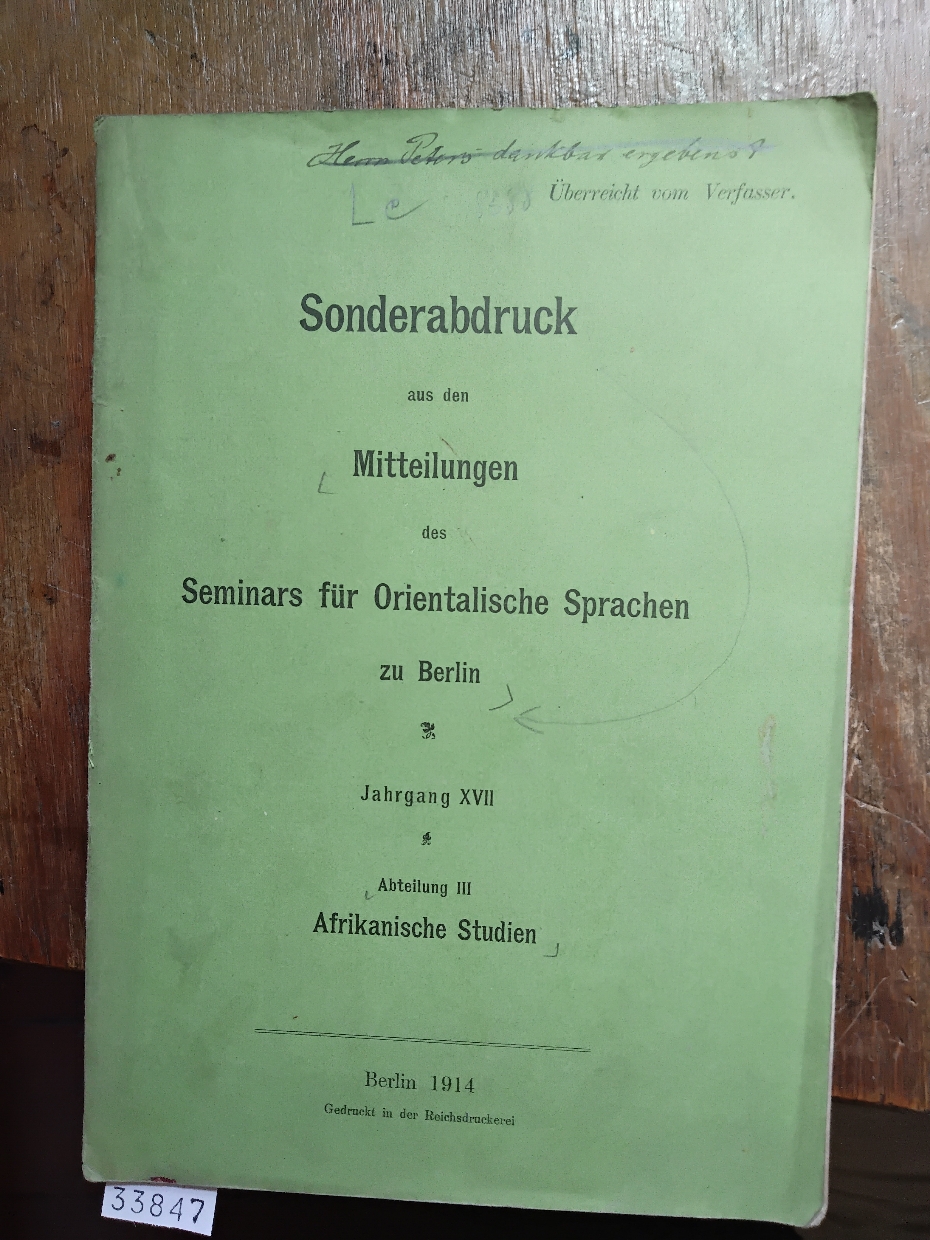 Herrn Peters dankbar ergebenst
Überreicht vom Verfasser.
Sonderabdruck
aus den
Mitteilungen
des
Seminars für Orientalische Sprachen
zu Berlin
Jahrgang XVII
Abteilung III
Afrikanische Studien
Berlin 1914
Gedruckt in der Reichsdruckerei
33847